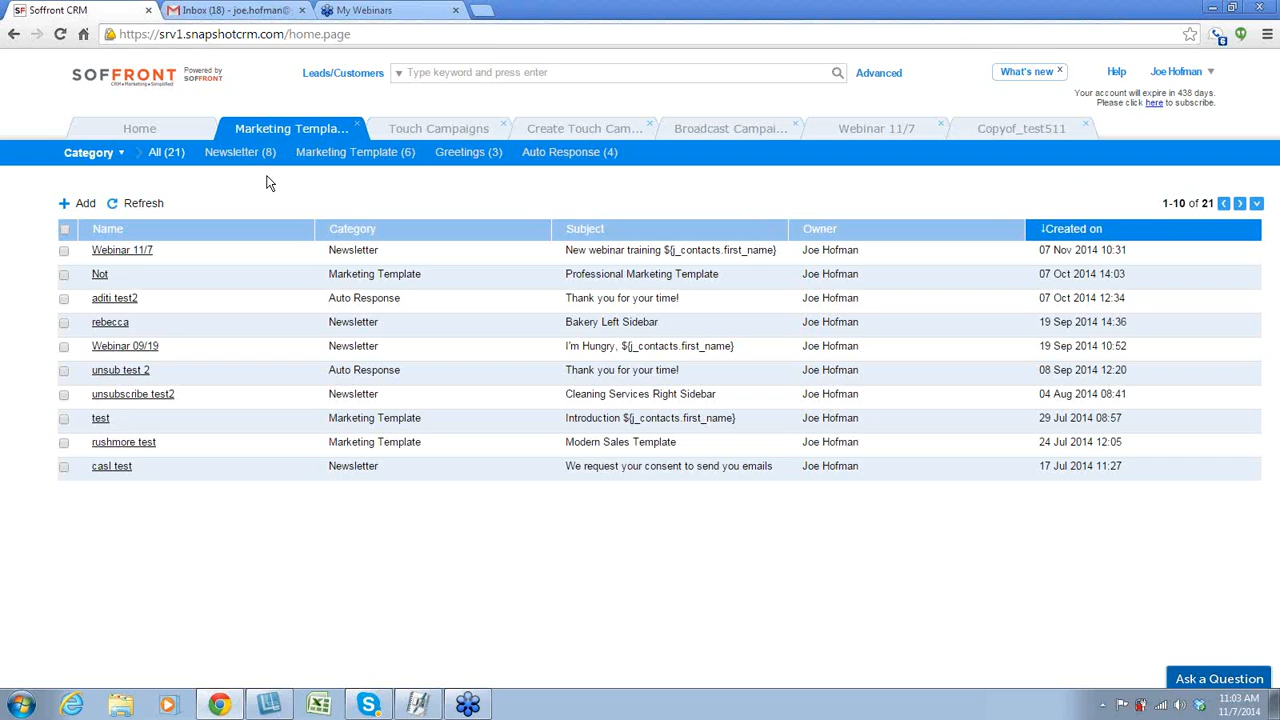 SF Soffront CRM
Inbox (18) - joe.hofman@
My Webinars
https://srv1.snapshotcrm.com/home.page
6
SOFFRONT
CRM • Marketing • Simplified
Powered by
SOFFRONT
Leads/Customers
Type keyword and press enter
Advanced
What's new x
Help
Joe Hofman
Your account will expire in 438 days.
Please click here to subscribe.
Home
Marketing Templa...
Touch Campaigns
Create Touch Cam...
Broadcast Campai...
Webinar 11/7
Copyof_test511
Category
All (21)
Newsletter (8)
Marketing Template (6)
Greetings (3)
Auto Response (4)
Add
Refresh
1-10 of 21
Name Category Subject Owner ↓Created on
Webinar 11/7 Newsletter New webinar training ${j_contacts.first_name} Joe Hofman 07 Nov 2014 10:31
Not Marketing Template Professional Marketing Template Joe Hofman 07 Oct 2014 14:03
aditi test2 Auto Response Thank you for your time! Joe Hofman 07 Oct 2014 12:34
rebecca Newsletter Bakery Left Sidebar Joe Hofman 19 Sep 2014 14:36
Webinar 09/19 Newsletter I'm Hungry, ${j_contacts.first_name} Joe Hofman 19 Sep 2014 10:52
unsub test 2 Auto Response Thank you for your time! Joe Hofman 08 Sep 2014 12:20
unsubscribe test2 Newsletter Cleaning Services Right Sidebar Joe Hofman 04 Aug 2014 08:41
test Marketing Template Introduction ${j_contacts.first_name} Joe Hofman 29 Jul 2014 08:57
rushmore test Marketing Template Modern Sales Template Joe Hofman 24 Jul 2014 12:05
casl test Newsletter We request your consent to send you emails Joe Hofman 17 Jul 2014 11:27
Ask a Question
11:03 AM
11/7/2014